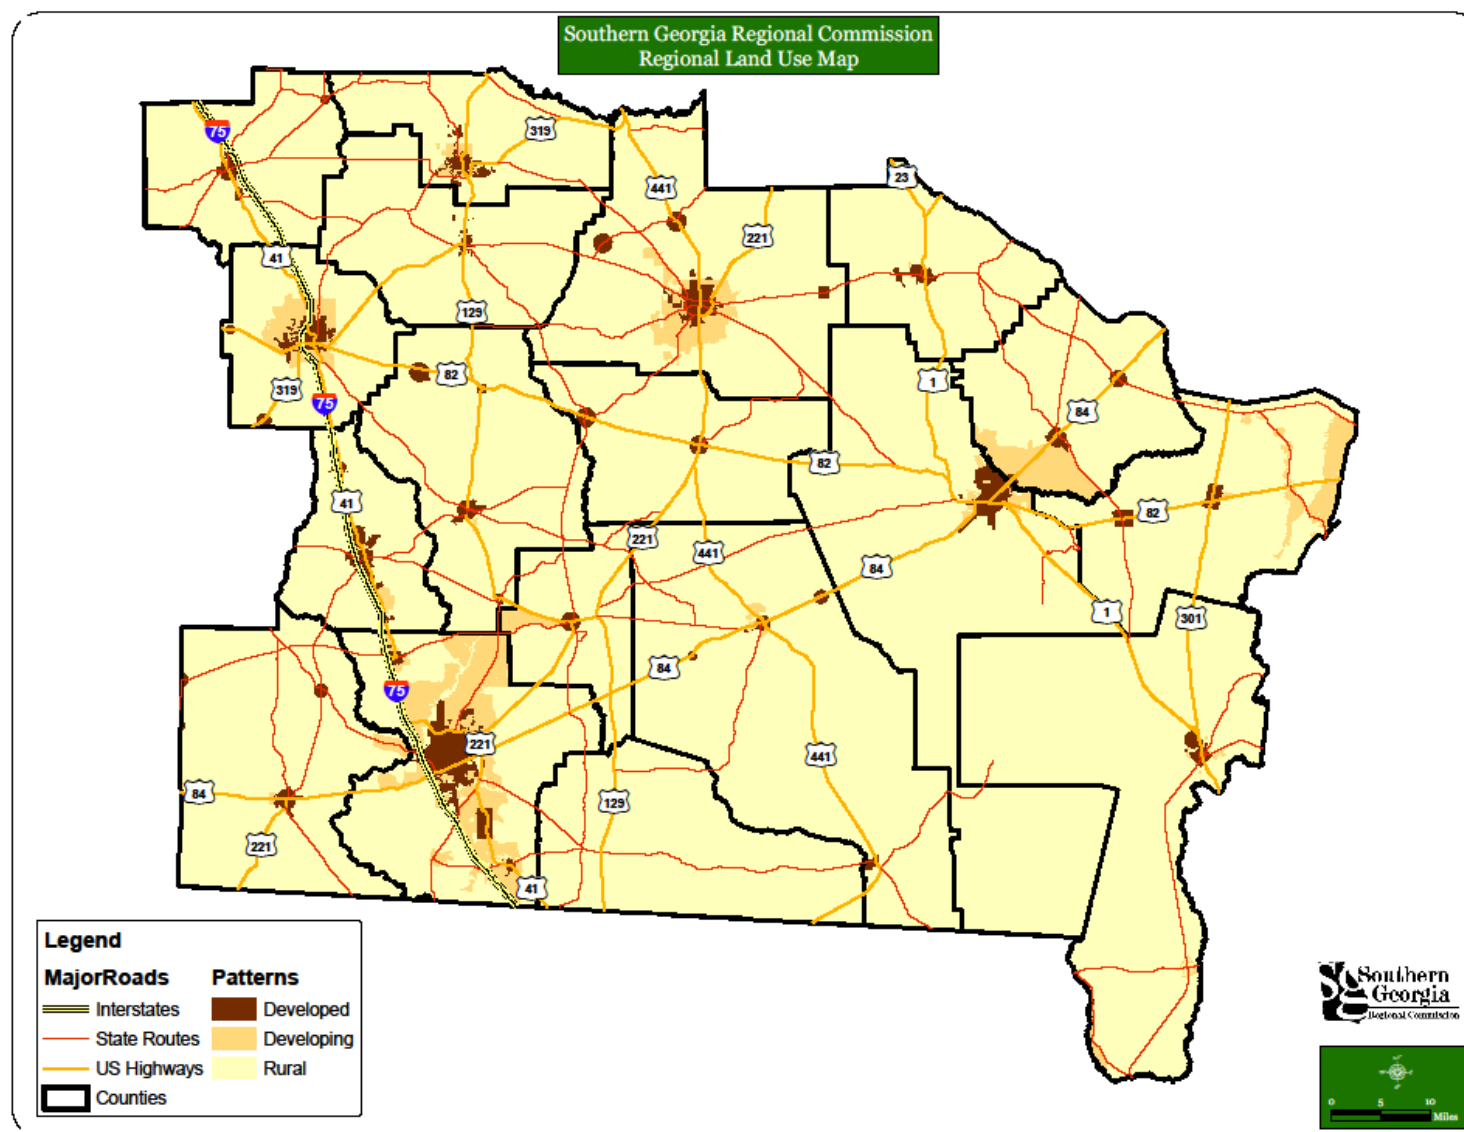 Southern Georgia Regional Commission
Regional Land Use Map
75
319
23
441
221
41
129
82
1
319
75
84
82
41
82
221
441
84
1
301
84
75
221
441
84
129
221
41
Legend
MajorRoads
Interstates
State Routes
US Highways
Counties
Patterns
Developed
Developing
Rural
Southern
Georgia
Regional Commission
0 5 10
Miles